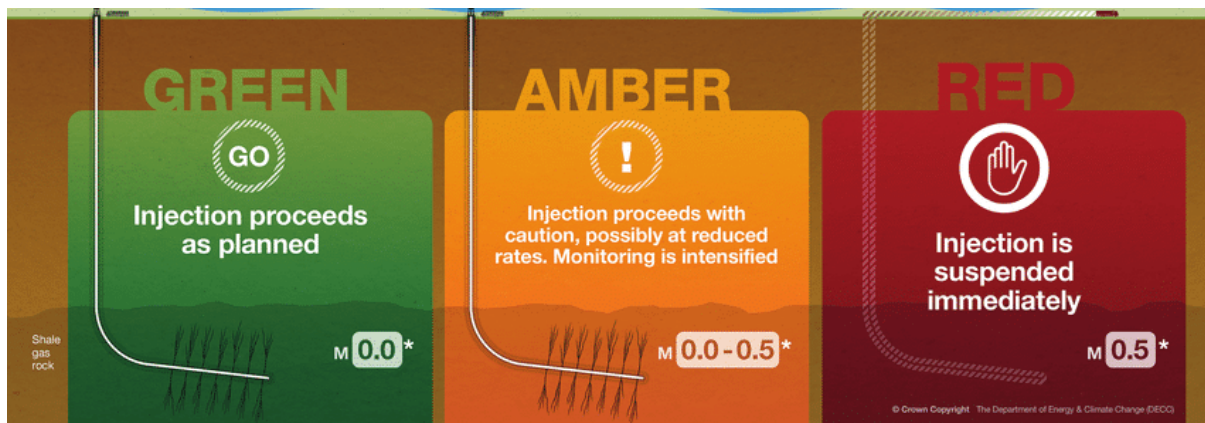 GREEN
GO
Injection proceeds
as planned
Shale
gas
rock
M 0.0*
AMBER
!
Injection proceeds with
caution, possibly at reduced
rates. Monitoring is intensified
M 0.0 - 0.5*
RED
Injection is
suspended
immediately
M 0.5*
© Crown Copyright The Department of Energy & Climate Change (DECC)